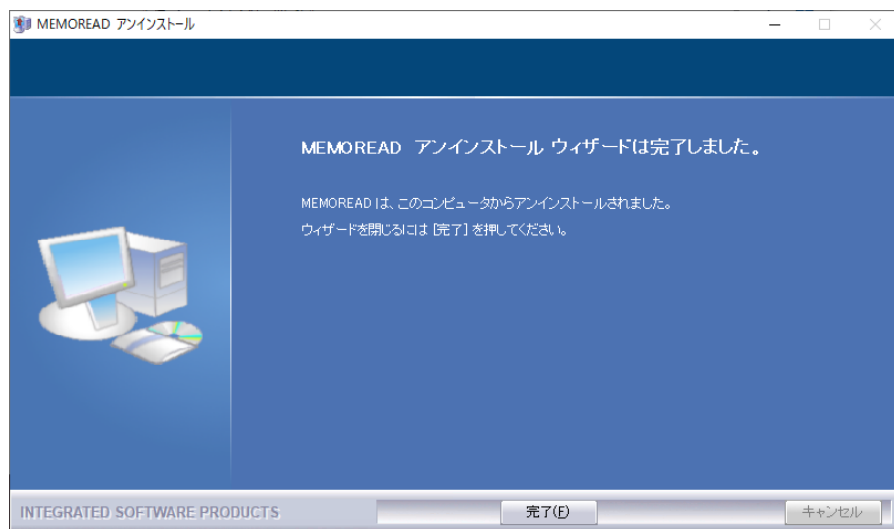 MEMOREAD アンインストール
MEMOREAD アンインストール ウィザードは完了しました。
MEMOREAD は、このコンピュータからアンインストールされました。
ウィザードを閉じるには [完了] を押してください。
INTEGRATED SOFTWARE PRODUCTS
完了(F)
キャンセル